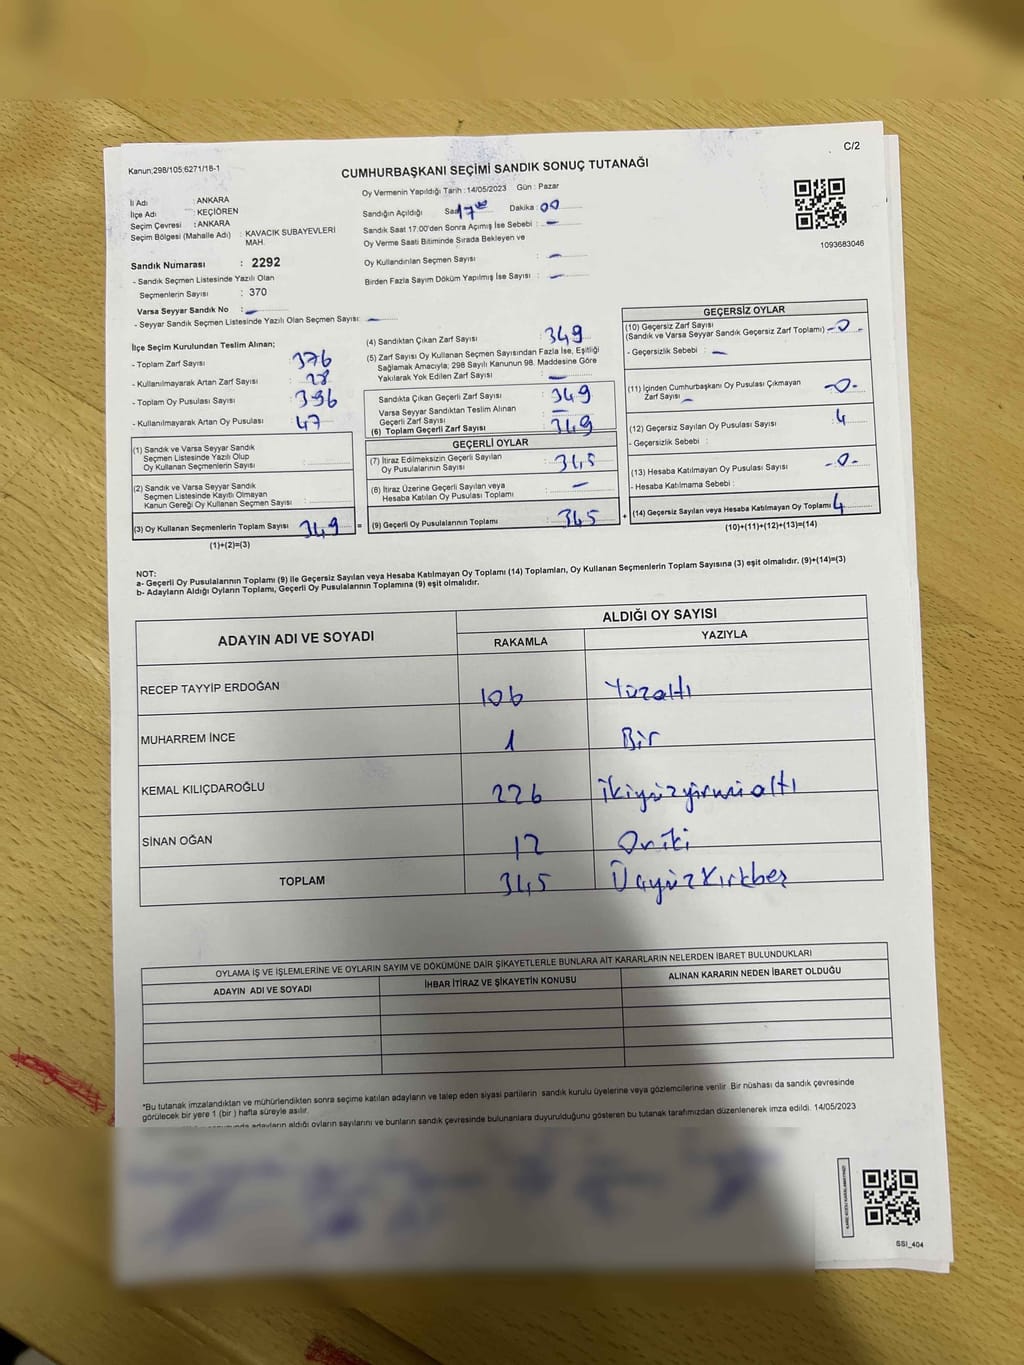 C/2
Kanun:298/105;6271/18-1
CUMHURBAŞKANI SEÇİMİ SANDIK SONUÇ TUTANAĞI
İli Adı : ANKARA
İlçe Adı : KEÇİÖREN
Seçim Çevresi : ANKARA
Seçim Bölgesi (Mahalle Adı) : KAVACIK SUBAYEVLERİ
MAH.
Sandık Numarası : 2292
- Sandık Seçmen Listesinde Yazılı Olan
Seçmenlerin Sayısı : 370
Varsa Seyyar Sandık No : -
- Seyyar Sandık Seçmen Listesinde Yazılı Olan Seçmen Sayısı: -
Oy Vermenin Yapıldığı Tarih : 14/05/2023 Gün : Pazar
Sandığın Açıldığı Saat 17 00 Dakika : 00
Sandık Saat 17:00'den Sonra Açımış İse Sebebi : -
Oy Verme Saati Bitiminde Sırada Bekleyen ve
Oy Kullandırılan Seçmen Sayısı : -
Birden Fazla Sayım Döküm Yapılmış İse Sayısı : -
1093683046
İlçe Seçim Kurulundan Teslim Alınan;
- Toplam Zarf Sayısı : 376
- Kullanılmayarak Artan Zarf Sayısı : 28
- Toplam Oy Pusulası Sayısı : 396
- Kullanılmayarak Artan Oy Pusulası : 47
(1) Sandık ve Varsa Seyyar Sandık
Seçmen Listesinde Yazılı Olup
Oy Kullanan Seçmenlerin Sayısı :
(2) Sandık ve Varsa Seyyar Sandık
Seçmen Listesinde Kayıtlı Olmayan
Kanun Gereği Oy Kullanan Seçmen Sayısı :
(3) Oy Kullanan Seçmenlerin Toplam Sayısı : 349 =
(1)+(2)=(3)
(4) Sandıktan Çıkan Zarf Sayısı : 349
(5) Zarf Sayısı Oy Kullanan Seçmen Sayısından Fazla İse, Eşitliği
Sağlamak Amacıyla; 298 Sayılı Kanunun 98. Maddesine Göre
Yakılarak Yok Edilen Zarf Sayısı : -
Sandıkta Çıkan Geçerli Zarf Sayısı : 349
Varsa Seyyar Sandıktan Teslim Alınan
Geçerli Zarf Sayısı : -
(6) Toplam Geçerli Zarf Sayısı : 349
GEÇERLİ OYLAR
(7) İtiraz Edilmeksizin Geçerli Sayılan
Oy Pusulalarının Sayısı : 345
(8) İtiraz Üzerine Geçerli Sayılan veya
Hesaba Katılan Oy Pusulası Toplamı : -
(9) Geçerli Oy Pusulalarının Toplamı : 345 +
GEÇERSİZ OYLAR
(10) Geçersiz Zarf Sayısı
(Sandık ve Varsa Seyyar Sandık Geçersiz Zarf Toplamı) -0-
- Geçersizlik Sebebi : -
(11) İçinden Cumhurbaşkanı Oy Pusulası Çıkmayan
Zarf Sayısı : -0-
(12) Geçersiz Sayılan Oy Pusulası Sayısı : 4
- Geçersizlik Sebebi :
(13) Hesaba Katılmayan Oy Pusulası Sayısı : -0-
- Hesaba Katılmama Sebebi :
(14) Geçersiz Sayılan veya Hesaba Katılmayan Oy Toplamı: 4
(10)+(11)+(12)+(13)=(14)
NOT:
a- Geçerli Oy Pusulalarının Toplamı (9) ile Geçersiz Sayılan veya Hesaba Katılmayan Oy Toplamı (14) Toplamları, Oy Kullanan Seçmenlerin Toplam Sayısına (3) eşit olmalıdır. (9)+(14)=(3)
b- Adayların Aldığı Oyların Toplamı, Geçerli Oy Pusulalarının Toplamına (9) eşit olmalıdır.
ADAYIN ADI VE SOYADI
ALDIĞI OY SAYISI
RAKAMLA YAZIYLA
RECEP TAYYİP ERDOĞAN 106 Yüzaltı
MUHARREM İNCE 1 Bir
KEMAL KILIÇDAROĞLU 226 İkiyüzyirmialtı
SİNAN OĞAN 12 Oniki
TOPLAM 345 Üçyüzkırkbeş
OYLAMA İŞ VE İŞLEMLERİNE VE OYLARIN SAYIM VE DÖKÜMÜNE DAİR ŞİKAYETLERLE BUNLARA AİT KARARLARIN NELERDEN İBARET BULUNDUKLARI
ADAYIN ADI VE SOYADI İHBAR İTİRAZ VE ŞİKAYETİN KONUSU ALINAN KARARIN NEDEN İBARET OLDUĞU
*Bu tutanak imzalandıktan ve mühürlendikten sonra seçime katılan adayların ve talep eden siyasi partilerin sandık kurulu üyelerine veya gözlemcilerine verilir. Bir nüshası da sandık çevresinde
görülecek bir yere 1 (bir) hafta süreyle asılır.
adayların aldığı oyların sayılarını ve bunların sandık çevresinde bulunanlara duyurulduğunu gösteren bu tutanak tarafımızdan düzenlenerek imza edildi. 14/05/2023
SSI_404